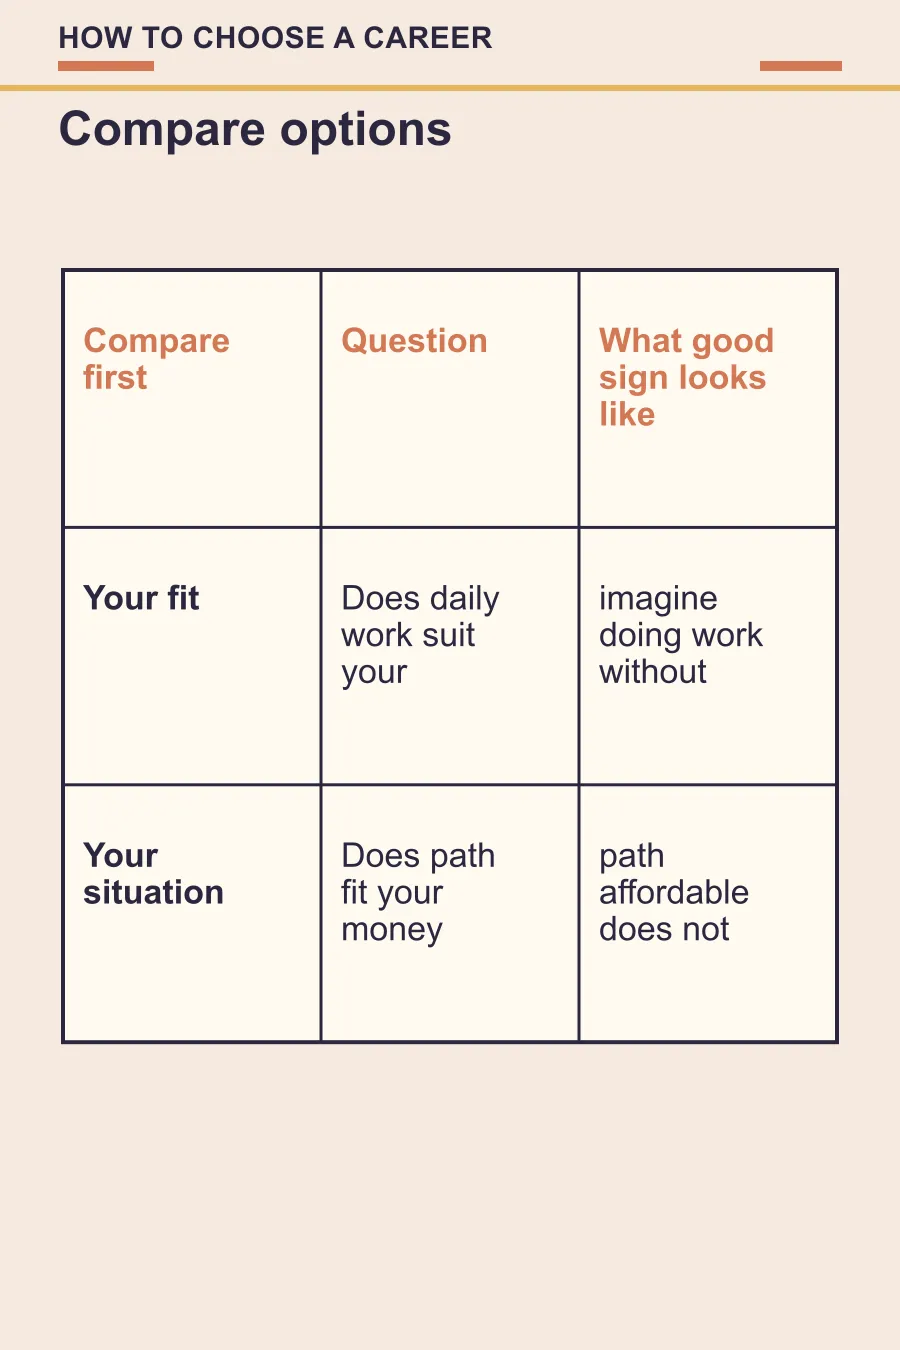 HOW TO CHOOSE A CAREER
Compare options
Compare
first
Question
What good
sign looks
like
Your fit
Does daily
work suit
your
imagine
doing work
without
Your
situation
Does path
fit your
money
path
affordable
does not